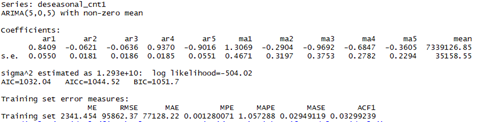 Series: deseasonal_cnt1
ARIMA(5,0,5) with non-zero mean
Coefficients:
ar1 ar2 ar3 ar4 ar5 ma1 ma2 ma3 ma4 ma5 mean
0.8409 -0.0621 -0.0636 0.9370 -0.9016 1.3069 -0.2904 -0.9692 -0.6847 -0.3605 7339126.85
s.e. 0.0550 0.0181 0.0186 0.0185 0.0551 0.4671 0.3197 0.3753 0.2782 0.2294 35158.55
sigma^2 estimated as 1.293e+10: log likelihood=-504.02
AIC=1032.04 AICc=1044.52 BIC=1051.7
Training set error measures:
ME RMSE MAE MPE MAPE MASE ACF1
Training set 2341.454 95862.37 77128.22 0.00128007 1.057288 0.02949119 0.03299239